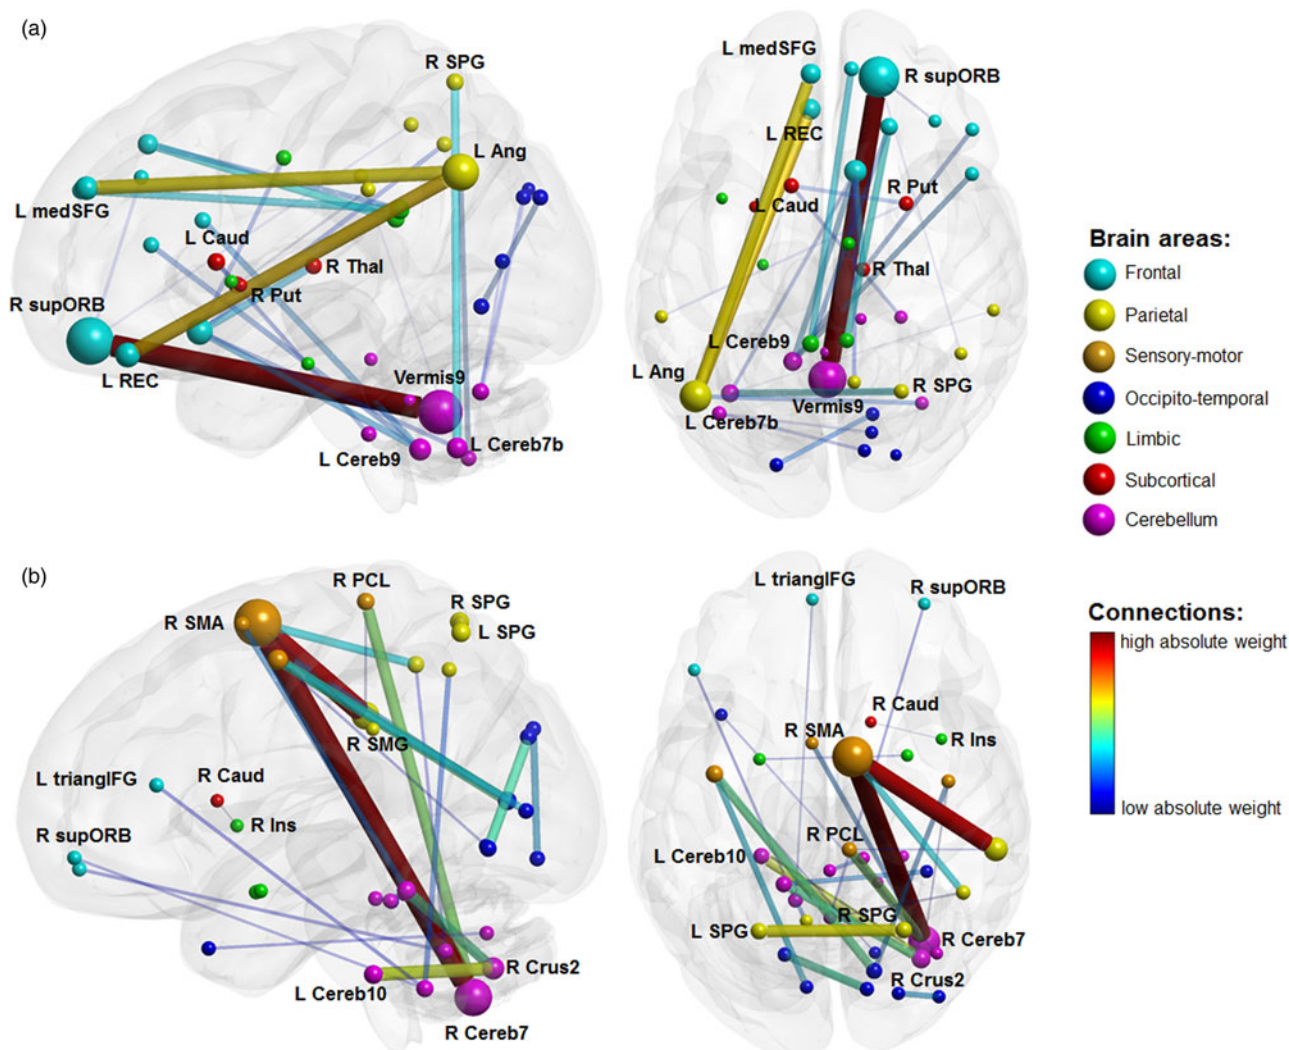 (a)
R SPG
L Ang
L medSFG
L Caud
R Thal
R Put
R supORB
L REC
Vermis9
L Cereb9
L Cereb7b
L medSFG
R supORB
L REC
R Put
L Caud
R Thal
L Cereb9
L Ang
R SPG
Vermis9
L Cereb7b
Brain areas:
Frontal
Parietal
Sensory-motor
Occipito-temporal
Limbic
Subcortical
Cerebellum
(b)
R PCL
R SPG
R SMA
L SPG
R SMG
L triangIFG
R Caud
R Ins
R supORB
R Crus2
L Cereb10
R Cereb7
L triangIFG
R supORB
R Caud
R SMA
R Ins
R PCL
L Cereb10
R SPG
L SPG
R Cereb7
R Crus2
Connections:
high absolute weight
low absolute weight